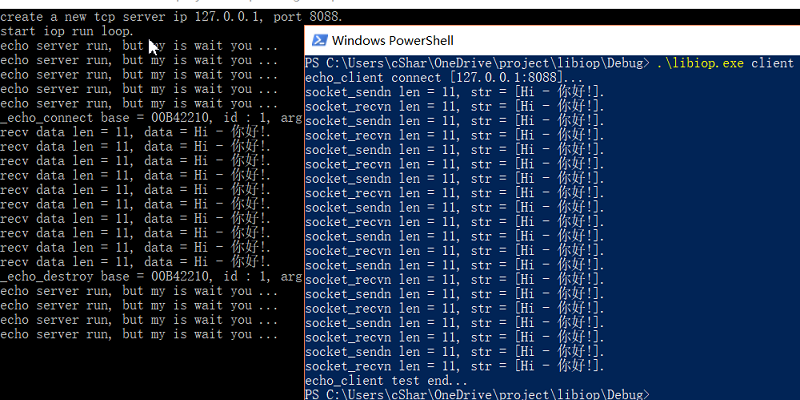 create a new tcp server ip 127.0.0.1, port 8088.
start iop run loop.
echo server run, but my is wait you ...
echo server run, but my is wait you ...
echo server run, but my is wait you ...
echo server run, but my is wait you ...
echo server run, but my is wait you ...
_echo_connect base = 00B42210, id : 1, arg
recv data len = 11, data = Hi - 你好!.
recv data len = 11, data = Hi - 你好!.
recv data len = 11, data = Hi - 你好!.
recv data len = 11, data = Hi - 你好!.
recv data len = 11, data = Hi - 你好!.
recv data len = 11, data = Hi - 你好!.
recv data len = 11, data = Hi - 你好!.
recv data len = 11, data = Hi - 你好!.
recv data len = 11, data = Hi - 你好!.
recv data len = 11, data = Hi - 你好!.
_echo_destroy base = 00B42210, id : 1, arg
echo server run, but my is wait you ...
echo server run, but my is wait you ...
echo server run, but my is wait you ...
echo server run, but my is wait you ...
Windows PowerShell
PS C:\Users\cShar\OneDrive\project\libiop\Debug> .\libiop.exe client
echo_client connect [127.0.0.1:8088]...
socket_sendn len = 11, str = [Hi - 你好!].
socket_recvn len = 11, str = [Hi - 你好!].
socket_sendn len = 11, str = [Hi - 你好!].
socket_recvn len = 11, str = [Hi - 你好!].
socket_sendn len = 11, str = [Hi - 你好!].
socket_recvn len = 11, str = [Hi - 你好!].
socket_sendn len = 11, str = [Hi - 你好!].
socket_recvn len = 11, str = [Hi - 你好!].
socket_sendn len = 11, str = [Hi - 你好!].
socket_recvn len = 11, str = [Hi - 你好!].
socket_sendn len = 11, str = [Hi - 你好!].
socket_recvn len = 11, str = [Hi - 你好!].
socket_sendn len = 11, str = [Hi - 你好!].
socket_recvn len = 11, str = [Hi - 你好!].
socket_sendn len = 11, str = [Hi - 你好!].
socket_recvn len = 11, str = [Hi - 你好!].
socket_sendn len = 11, str = [Hi - 你好!].
socket_recvn len = 11, str = [Hi - 你好!].
socket_sendn len = 11, str = [Hi - 你好!].
socket_recvn len = 11, str = [Hi - 你好!].
echo_client test end...
PS C:\Users\cShar\OneDrive\project\libiop\Debug>